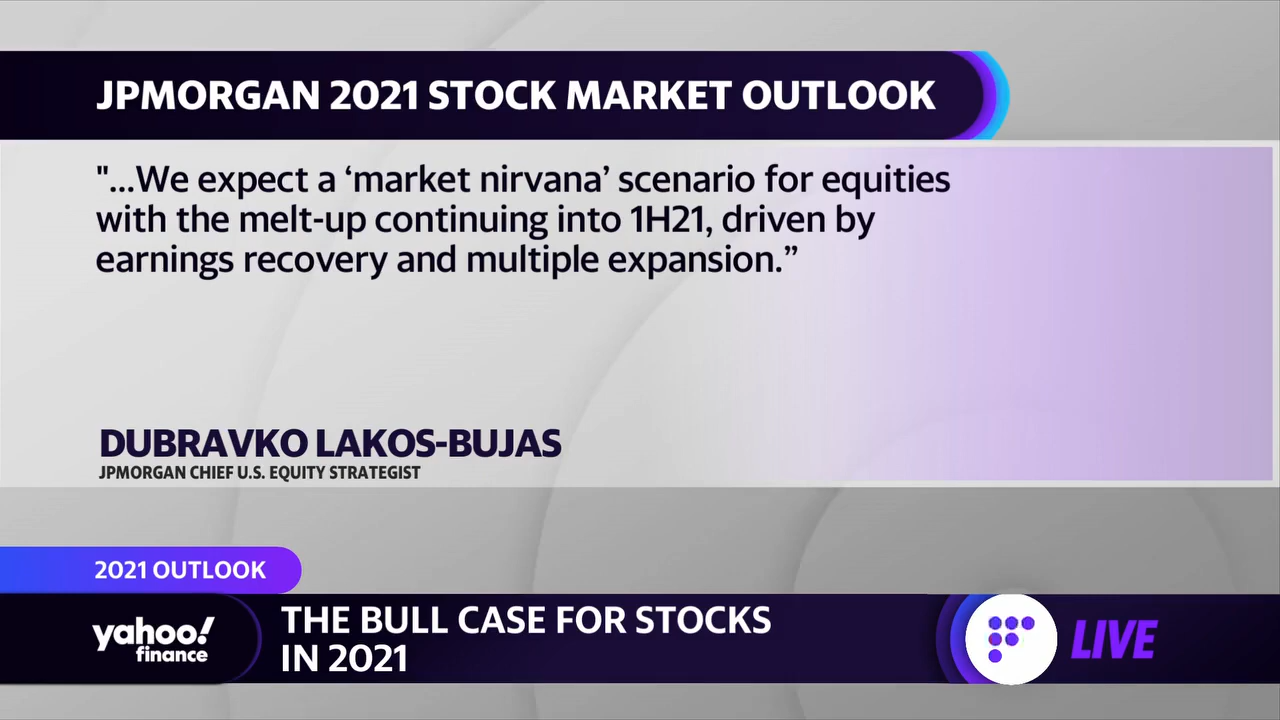 JPMORGAN 2021 STOCK MARKET OUTLOOK
"...We expect a ‘market nirvana’ scenario for equities
with the melt-up continuing into 1H21, driven by
earnings recovery and multiple expansion.”
DUBRAVKO LAKOS-BUJAS
JPMORGAN CHIEF U.S. EQUITY STRATEGIST
2021 OUTLOOK
yahoo!
finance
THE BULL CASE FOR STOCKS
IN 2021
LIVE